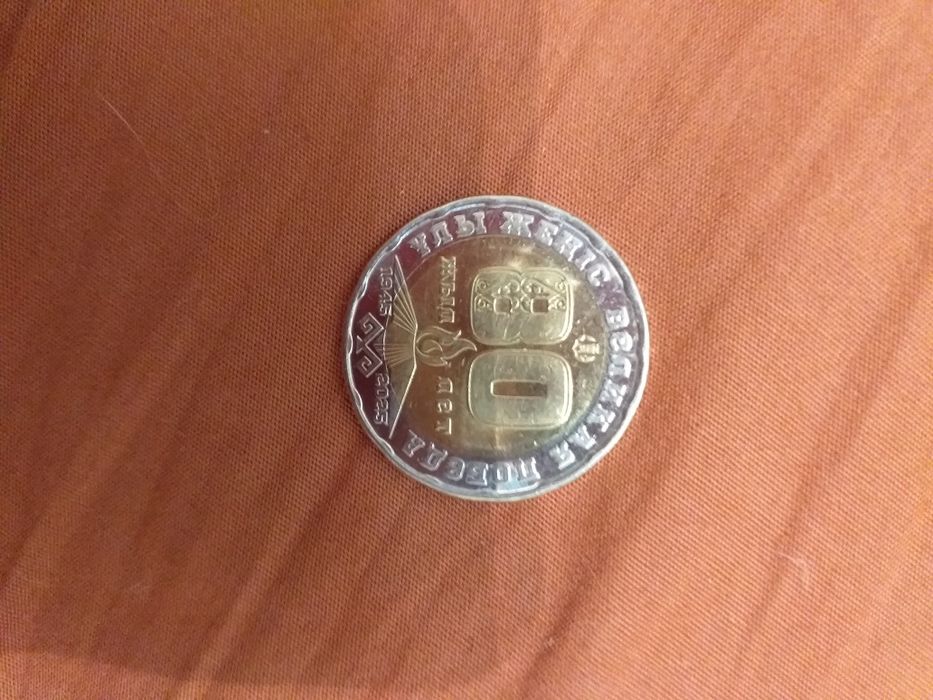 ҰЛЫ ЖЕҢІС ВЕЛИКАЯ ПОБЕДА
80
ЖЫЛ ЛЕТ
1945 2025